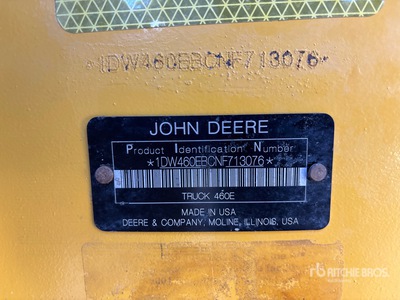 *1DW460EBCNF713076*
JOHN DEERE
Product Identification Number
*1DW460EBCNF713076*
TRUCK 460E
MADE IN USA
DEERE & COMPANY, MOLINE, ILLINOIS, USA
rb RITCHIE BROS.